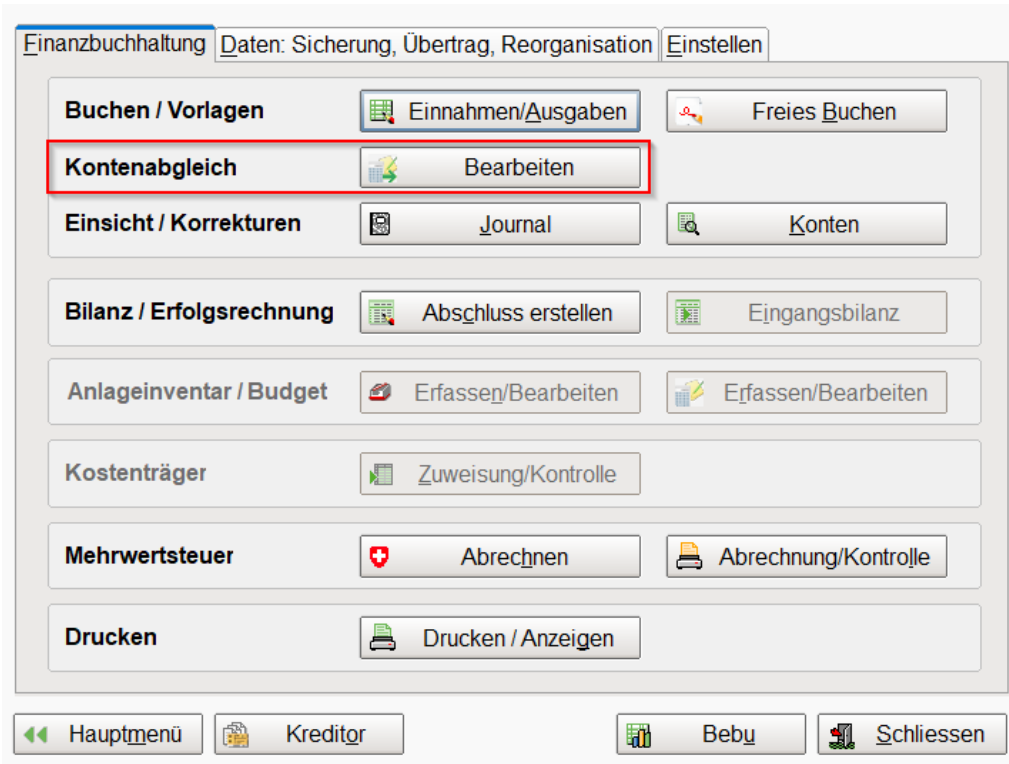 Finanzbuchhaltung Daten: Sicherung, Übertrag, Reorganisation Einstellen
Buchen / Vorlagen Einnahmen/Ausgaben Freies Buchen
Kontenabgleich Bearbeiten
Einsicht / Korrekturen Journal Konten
Bilanz / Erfolgsrechnung Abschluss erstellen Eingangsbilanz
Anlageinventar / Budget Erfassen/Bearbeiten Erfassen/Bearbeiten
Kostenträger Zuweisung/Kontrolle
Mehrwertsteuer Abrechnen Abrechnung/Kontrolle
Drucken Drucken / Anzeigen
Hauptmenü Kreditor Bebu Schliessen